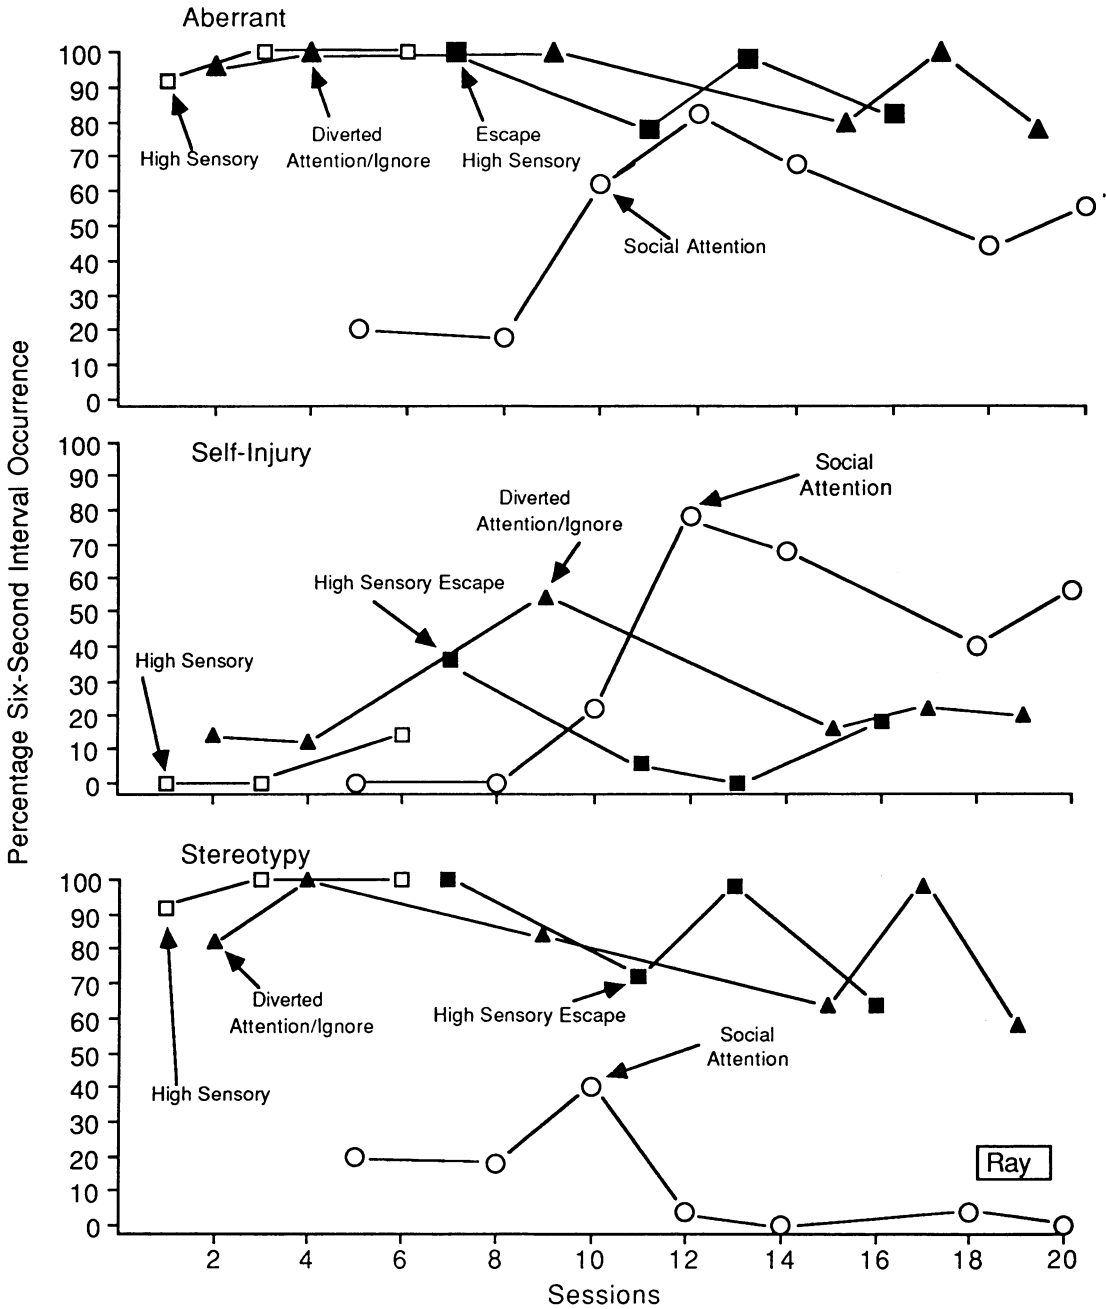 Aberrant
100
90
80
70
60
50
40
30
20
10
0
High Sensory
Diverted
Attention/Ignore
Escape
High Sensory
Social Attention
Percentage Six-Second Interval Occurrence
Self-Injury
100
90
80
70
60
50
40
30
20
10
0
High Sensory
High Sensory Escape
Diverted
Attention/Ignore
Social
Attention
Stereotypy
100
90
80
70
60
50
40
30
20
10
0
High Sensory
Diverted
Attention/Ignore
High Sensory Escape
Social
Attention
Ray
2 4 6 8 10 12 14 16 18 20
Sessions